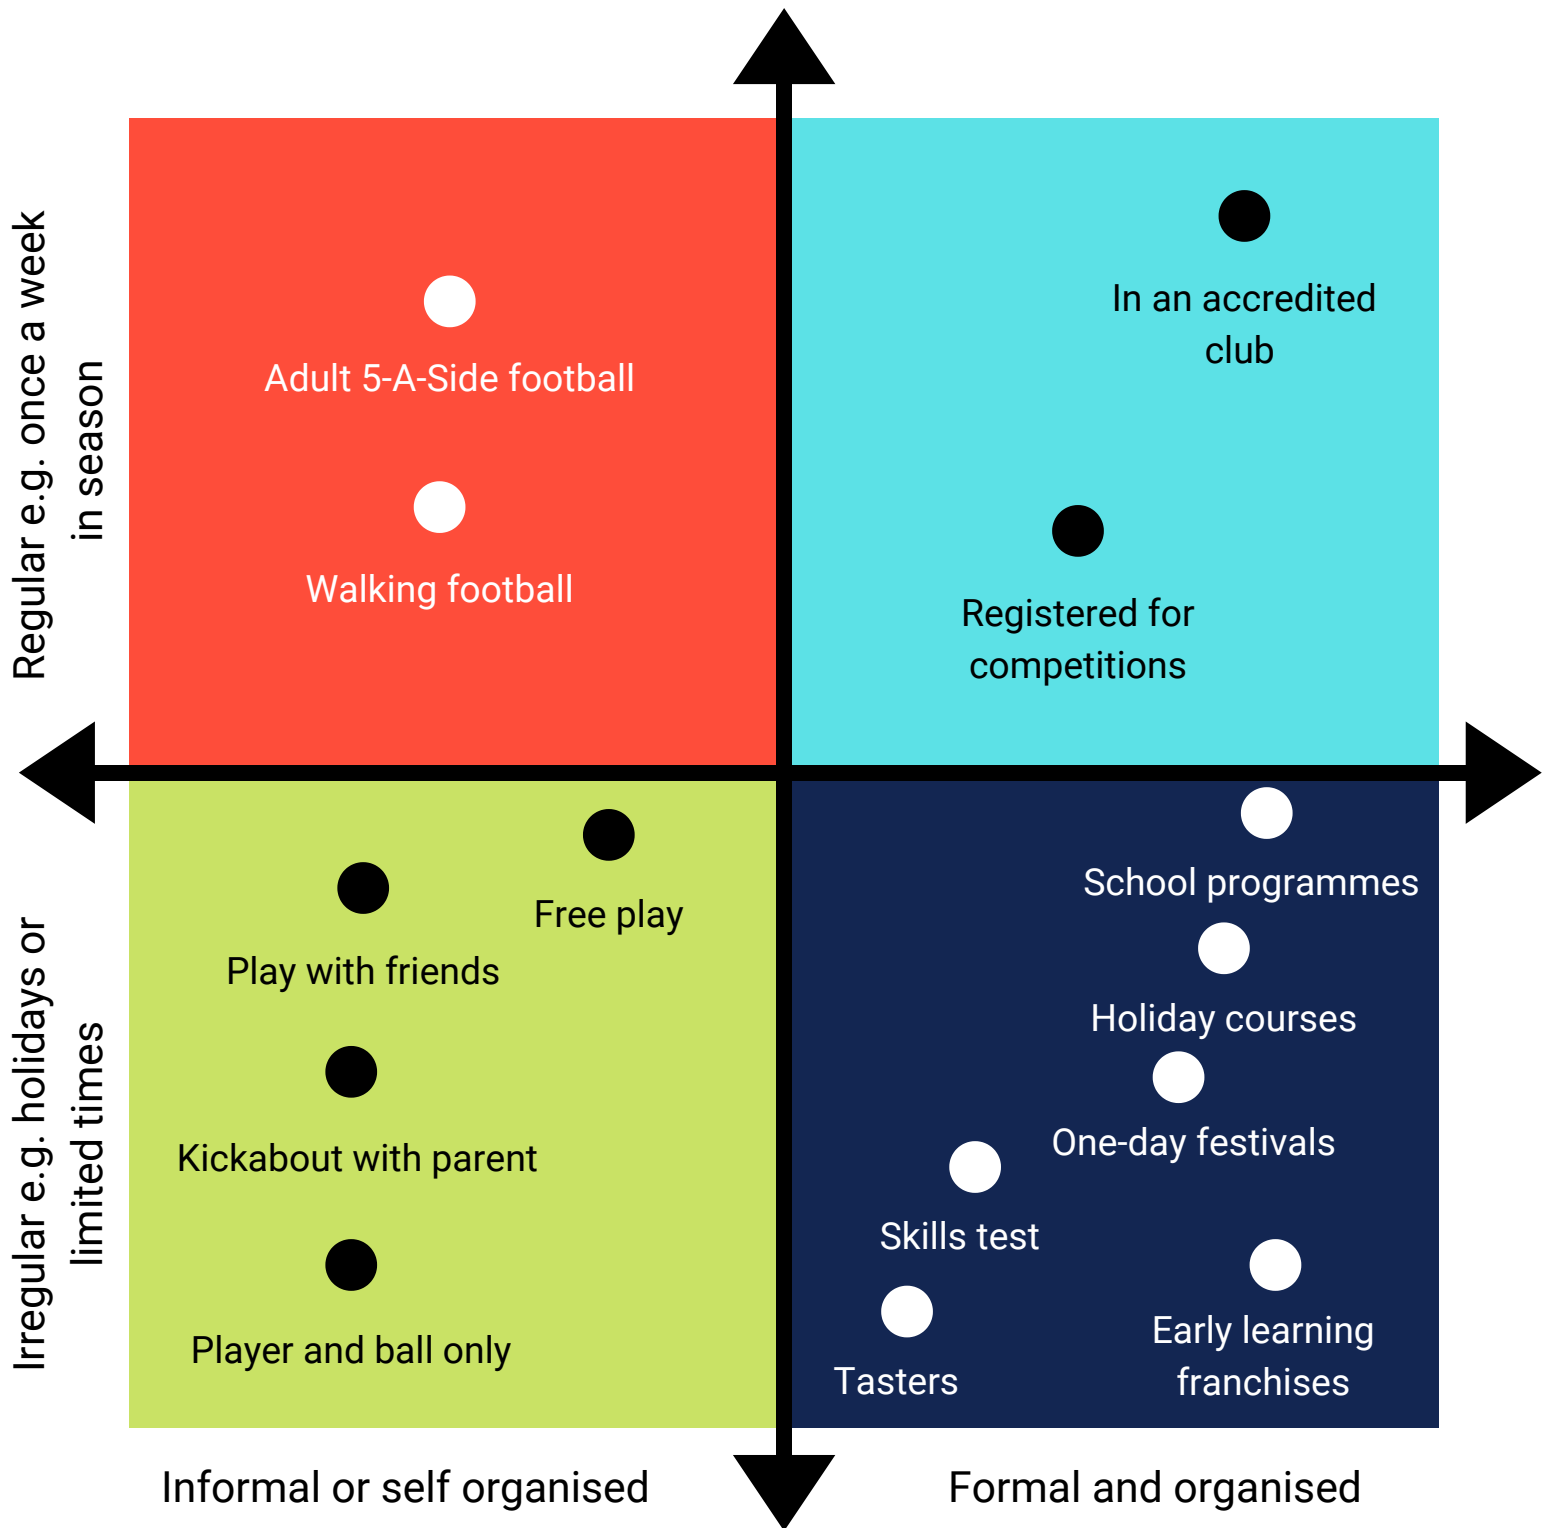 Regular e.g. once a week
in season
Adult 5-A-Side football
Walking football
In an accredited
club
Registered for
competitions
Irregular e.g. holidays or
limited times
Free play
Play with friends
Kickabout with parent
Player and ball only
School programmes
Holiday courses
One-day festivals
Skills test
Early learning
franchises
Tasters
Informal or self organised
Formal and organised